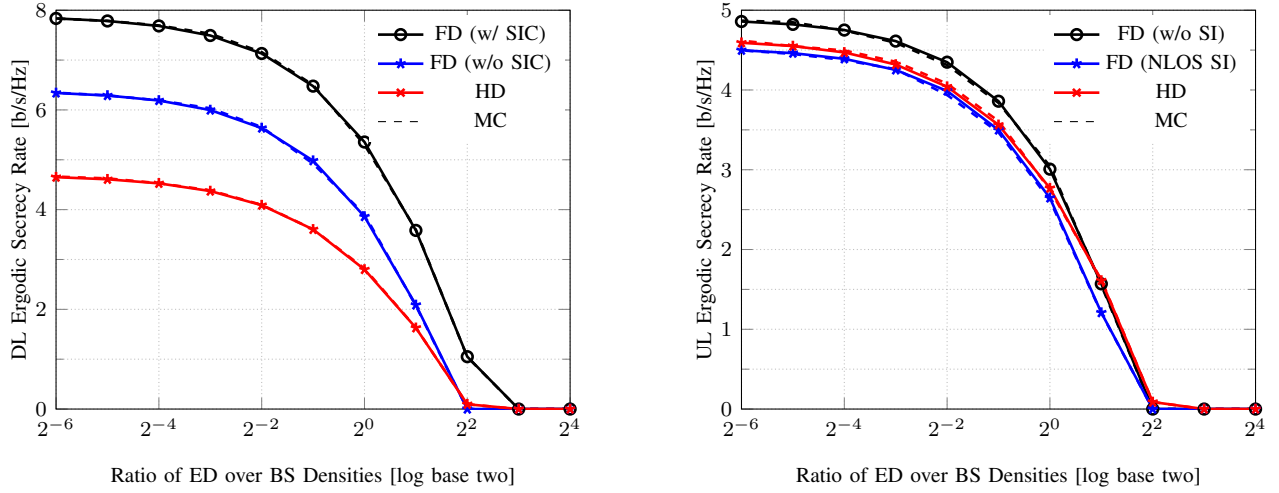 8
6
4
2
0
2^−6
2^−4
2^−2
2^0
2^2
2^4
DL Ergodic Secrecy Rate [b/s/Hz]
Ratio of ED over BS Densities [log base two]
FD (w/ SIC)
FD (w/o SIC)
HD
MC
5
4
3
2
1
0
2^−6
2^−4
2^−2
2^0
2^2
2^4
UL Ergodic Secrecy Rate [b/s/Hz]
Ratio of ED over BS Densities [log base two]
FD (w/o SI)
FD (NLOS SI)
HD
MC